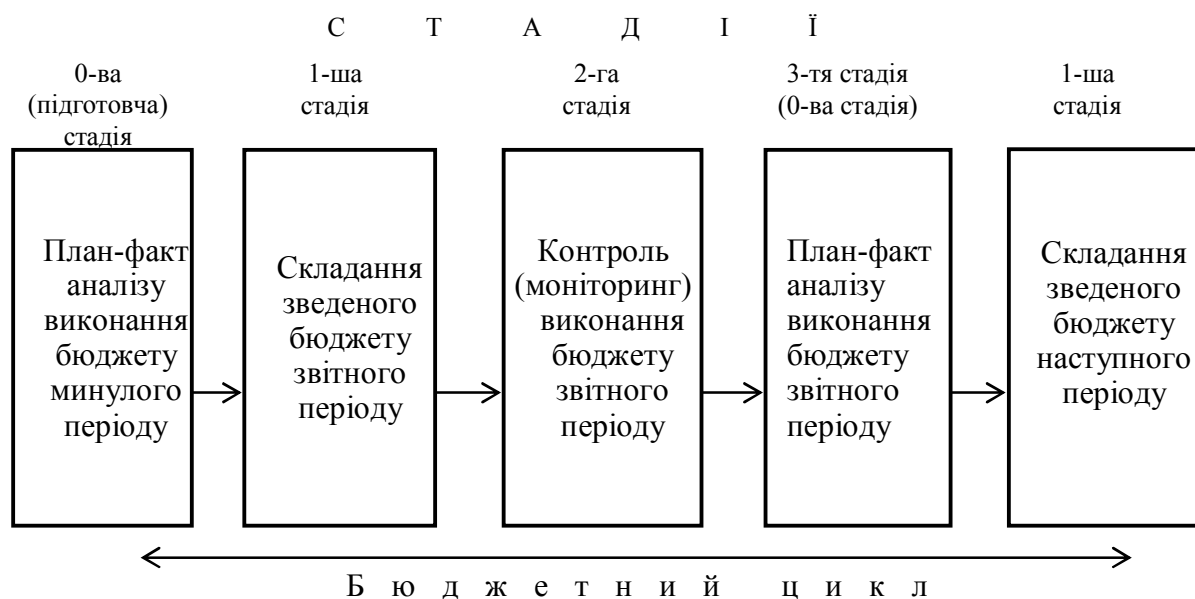 С Т А Д І Ї
0-ва
(підготовча)
стадія
1-ша
стадія
2-га
стадія
3-тя стадія
(0-ва стадія)
1-ша
стадія
План-факт
аналізу
виконання
бюджету
минулого
періоду
Складання
зведеного
бюджету
звітного
періоду
Контроль
(моніторинг)
виконання
бюджету
звітного
періоду
План-факт
аналізу
виконання
бюджету
звітного
періоду
Складання
зведеного
бюджету
наступного
періоду
Б ю д ж е т н и й ц и к л